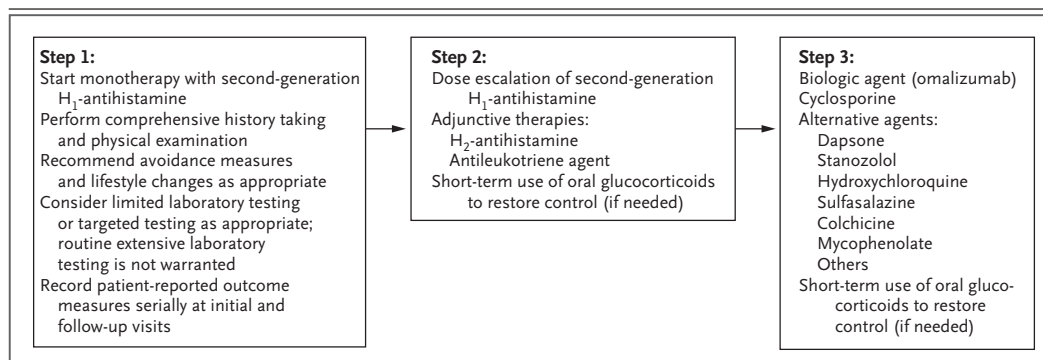 Step 1:
Start monotherapy with second-generation
H₁-antihistamine
Perform comprehensive history taking
and physical examination
Recommend avoidance measures
and lifestyle changes as appropriate
Consider limited laboratory testing
or targeted testing as appropriate;
routine extensive laboratory
testing is not warranted
Record patient-reported outcome
measures serially at initial and
follow-up visits
Step 2:
Dose escalation of second-generation
H₁-antihistamine
Adjunctive therapies:
H₂-antihistamine
Antileukotriene agent
Short-term use of oral glucocorticoids
to restore control (if needed)
Step 3:
Biologic agent (omalizumab)
Cyclosporine
Alternative agents:
Dapsone
Stanozolol
Hydroxychloroquine
Sulfasalazine
Colchicine
Mycophenolate
Others
Short-term use of oral gluco-
corticoids to restore
control (if needed)